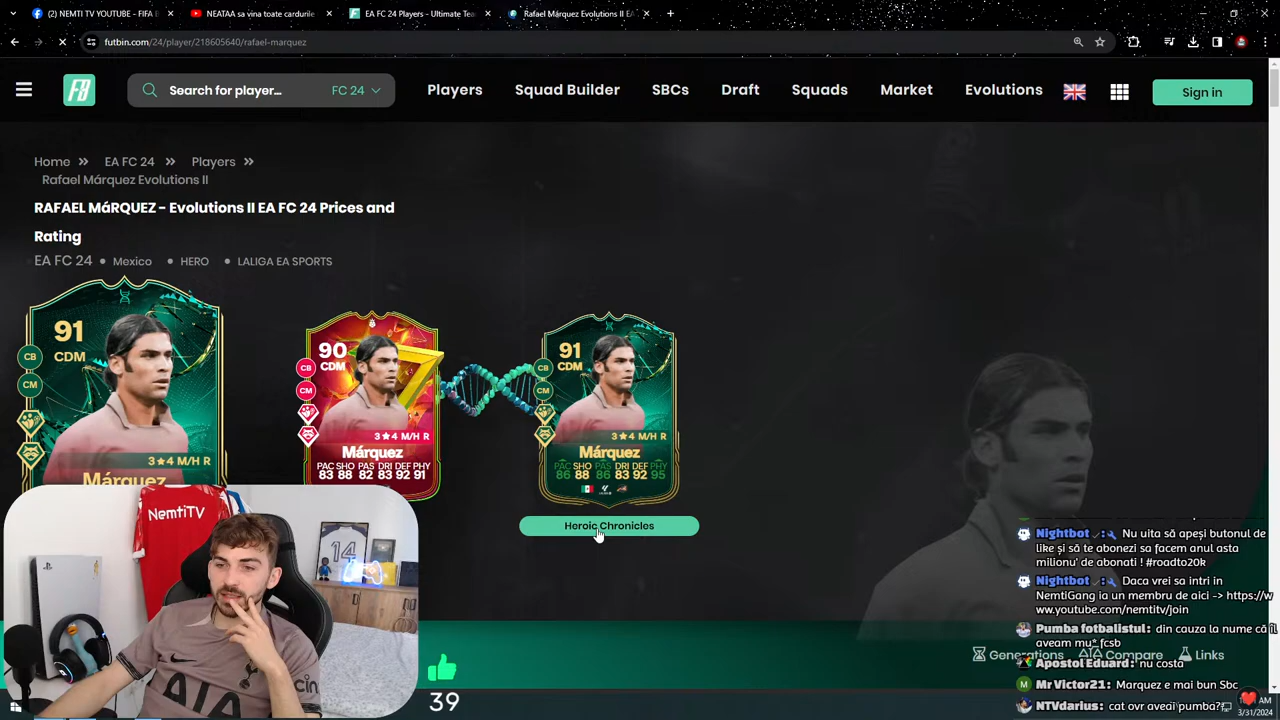 (2) NEMTI TV YOUTUBE - FIFA B
NEATAA sa vina toate cardurile
EA FC 24 Players - Ultimate Tea
Rafael Márquez Evolutions II EA
futbin.com/24/player/218605640/rafael-marquez
FB
Search for player...
FC 24
Players
Squad Builder
SBCs
Draft
Squads
Market
Evolutions
Sign in
Home >> EA FC 24 >> Players >>
Rafael Márquez Evolutions II
RAFAEL MáRQUEZ - Evolutions II EA FC 24 Prices and
Rating
EA FC 24 • Mexico • HERO • LALIGA EA SPORTS
91
CDM
CB
CM
3★4 M/H R
Márquez
90
CDM
CB
CM
3★4 M/H R
Márquez
PAC SHO PAS DRI DEF PHY
83 88 82 83 92 91
91
CDM
CB
CM
3★4 M/H R
Márquez
PAC SHO PAS DRI DEF PHY
86 88 86 83 92 95
Heroic Chronicles
NemtiTV
14
AIA
39
Nightbot : Nu uita să apeși butonul de
like și să te abonezi sa facem anul asta
milionu' de abonati ! #roadto20k
Nightbot : Daca vrei sa intri in
NemtiGang ia un membru de aici -> https://w
ww.youtube.com/nemtitv/join
Pumba fotbalistul: din cauza la nume că îl
aveam mu* fcsb
Generations
Compare
Links
Apostol Eduard: nu costa
Mr Victor21: Marquez e mai bun Sbc
NTVdarius: cat ovr aveai pumba??
AM
3/31/2024